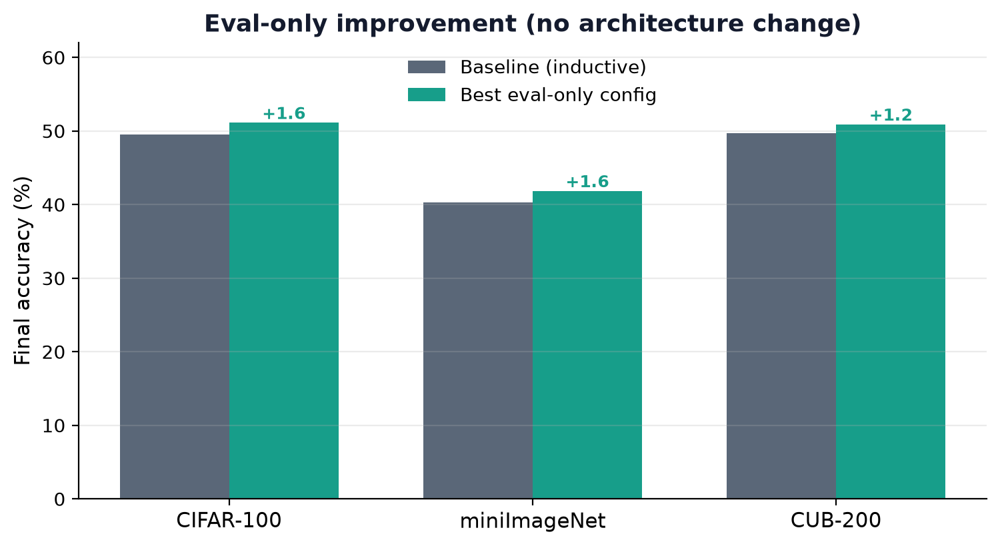 Eval-only improvement (no architecture change)
Baseline (inductive)
Best eval-only config
Final accuracy (%)
60
50
40
30
20
10
0
+1.6
+1.6
+1.2
CIFAR-100
miniImageNet
CUB-200